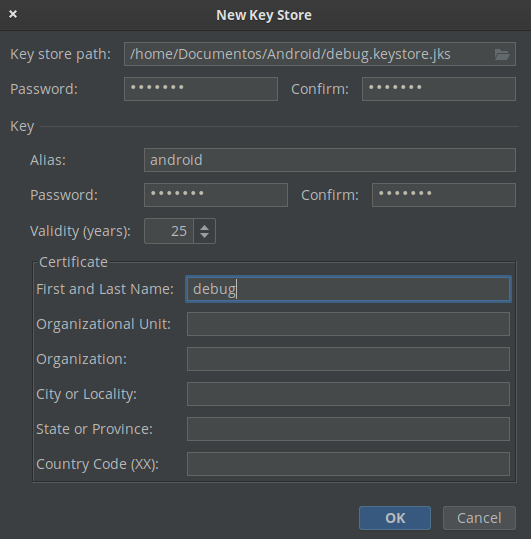 New Key Store
Key store path: /home/Documentos/Android/debug.keystore.jks
Password: ••••••• Confirm: •••••••
Key
Alias: android
Password: ••••••• Confirm: •••••••
Validity (years): 25
Certificate
First and Last Name: debug
Organizational Unit:
Organization:
City or Locality:
State or Province:
Country Code (XX):
OK Cancel